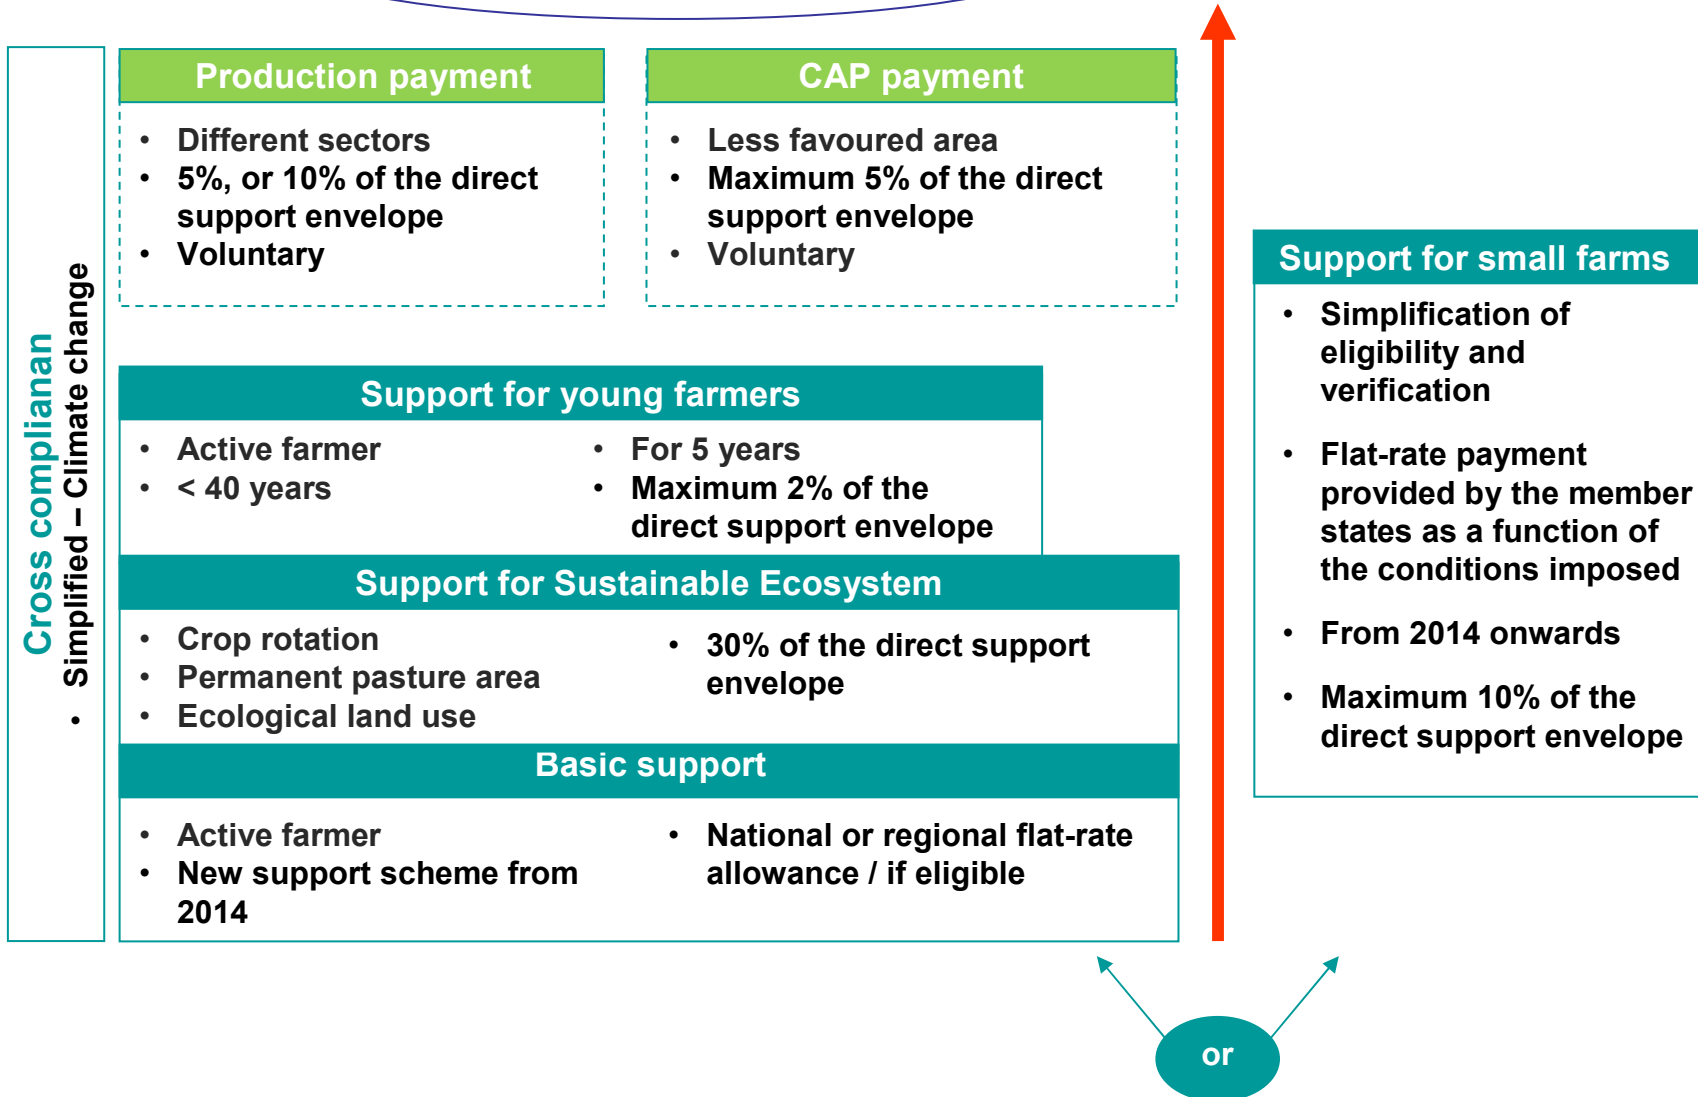 Production payment
• Different sectors
• 5%, or 10% of the direct
support envelope
• Voluntary
CAP payment
• Less favoured area
• Maximum 5% of the direct
support envelope
• Voluntary
Cross complianan
• Simplified – Climate change
Support for young farmers
• Active farmer
• < 40 years
• For 5 years
• Maximum 2% of the
direct support envelope
Support for Sustainable Ecosystem
• Crop rotation
• Permanent pasture area
• Ecological land use
• 30% of the direct support
envelope
Basic support
• Active farmer
• New support scheme from
2014
• National or regional flat-rate
allowance / if eligible
Support for small farms
• Simplification of
eligibility and
verification
• Flat-rate payment
provided by the member
states as a function of
the conditions imposed
• From 2014 onwards
• Maximum 10% of the
direct support envelope
or